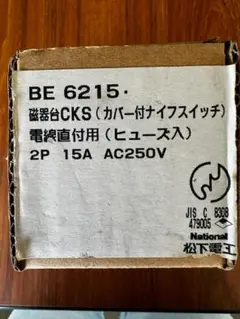 BE 6215.
磁器台CKS(カバー付ナイフスイッチ)
電線直付用(ヒューズ入)
2P 15A AC250V
JIS C 8308
479005
National
松下電工